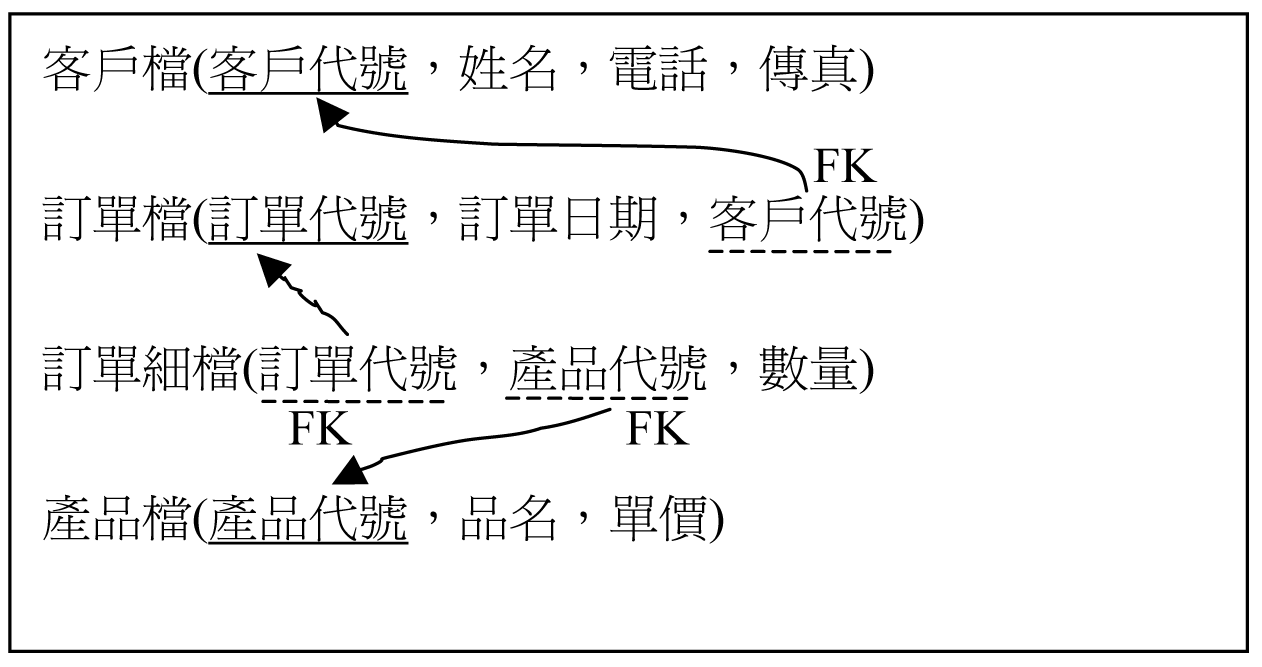 客戶檔(客戶代號，姓名，電話，傳真)
FK
訂單檔(訂單代號，訂單日期，客戶代號)
訂單細檔(訂單代號，產品代號，數量)
FK FK
產品檔(產品代號，品名，單價)